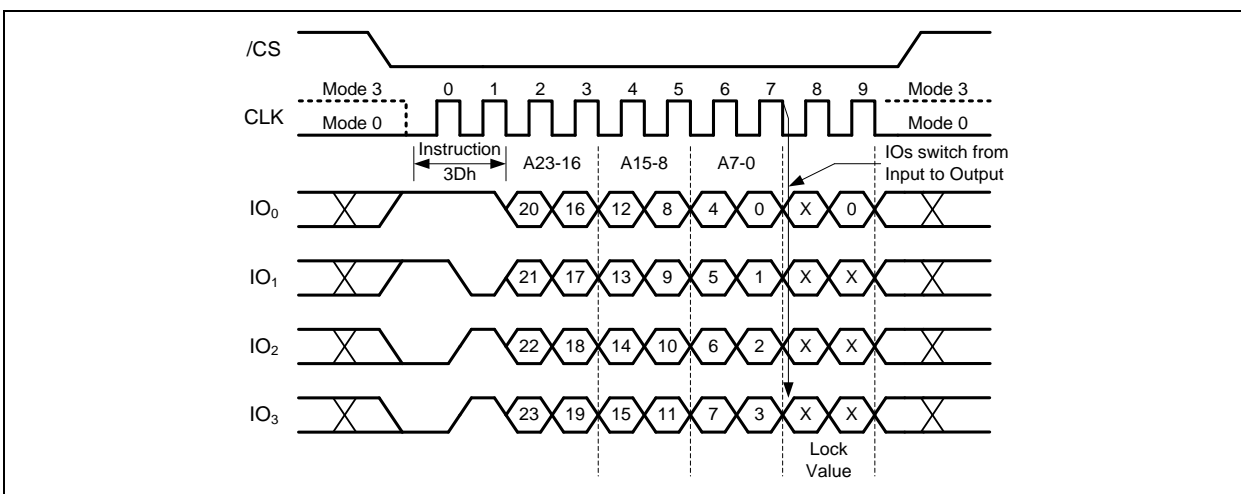 /CS
Mode 3 0 1 2 3 4 5 6 7 8 9 Mode 3
CLK
Mode 0 Mode 0
Instruction A23-16 A15-8 A7-0 IOs switch from
3Dh Input to Output
IO₀ 20 16 12 8 4 0 X 0
IO₁ 21 17 13 9 5 1 X X
IO₂ 22 18 14 10 6 2 X X
IO₃ 23 19 15 11 7 3 X X
Lock
Value